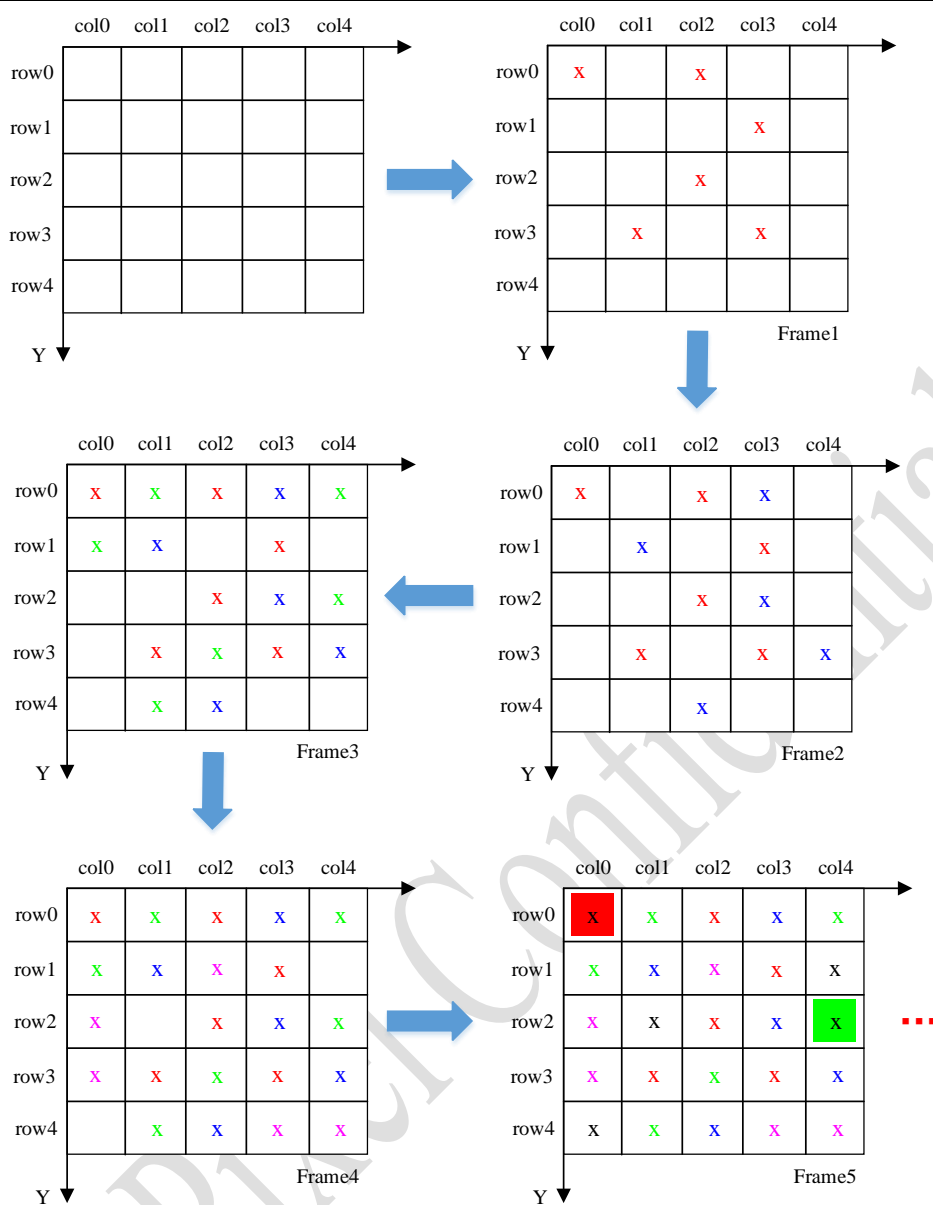 col0 col1 col2 col3 col4
row0
row1
row2
row3
row4
Y
col0 col1 col2 col3 col4
row0 x x
row1 x
row2 x
row3 x x
row4
Frame1
Y
col0 col1 col2 col3 col4
row0 x x x
row1 x x
row2 x x
row3 x x x
row4 x
Frame2
Y
col0 col1 col2 col3 col4
row0 x x x x x
row1 x x x
row2 x x x
row3 x x x x
row4 x x
Frame3
Y
col0 col1 col2 col3 col4
row0 x x x x x
row1 x x x x
row2 x x x x
row3 x x x x x
row4 x x x x
Frame4
Y
col0 col1 col2 col3 col4
row0 x x x x x
row1 x x x x x
row2 x x x x x
row3 x x x x x
row4 x x x x x
Frame5
Y